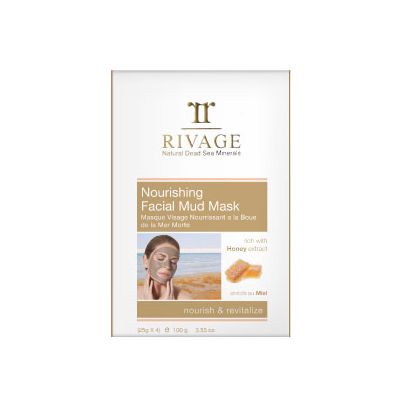 RIVAGE
Natural Dead Sea Minerals
Nourishing
Facial Mud Mask
Masque Visage Nourrissant a la Boue
de la Mer Morte
rich with
Honey extract
enrichi au Miel
nourish & revitalize
(25g X 4) ℮ 100 g 3.53 oz